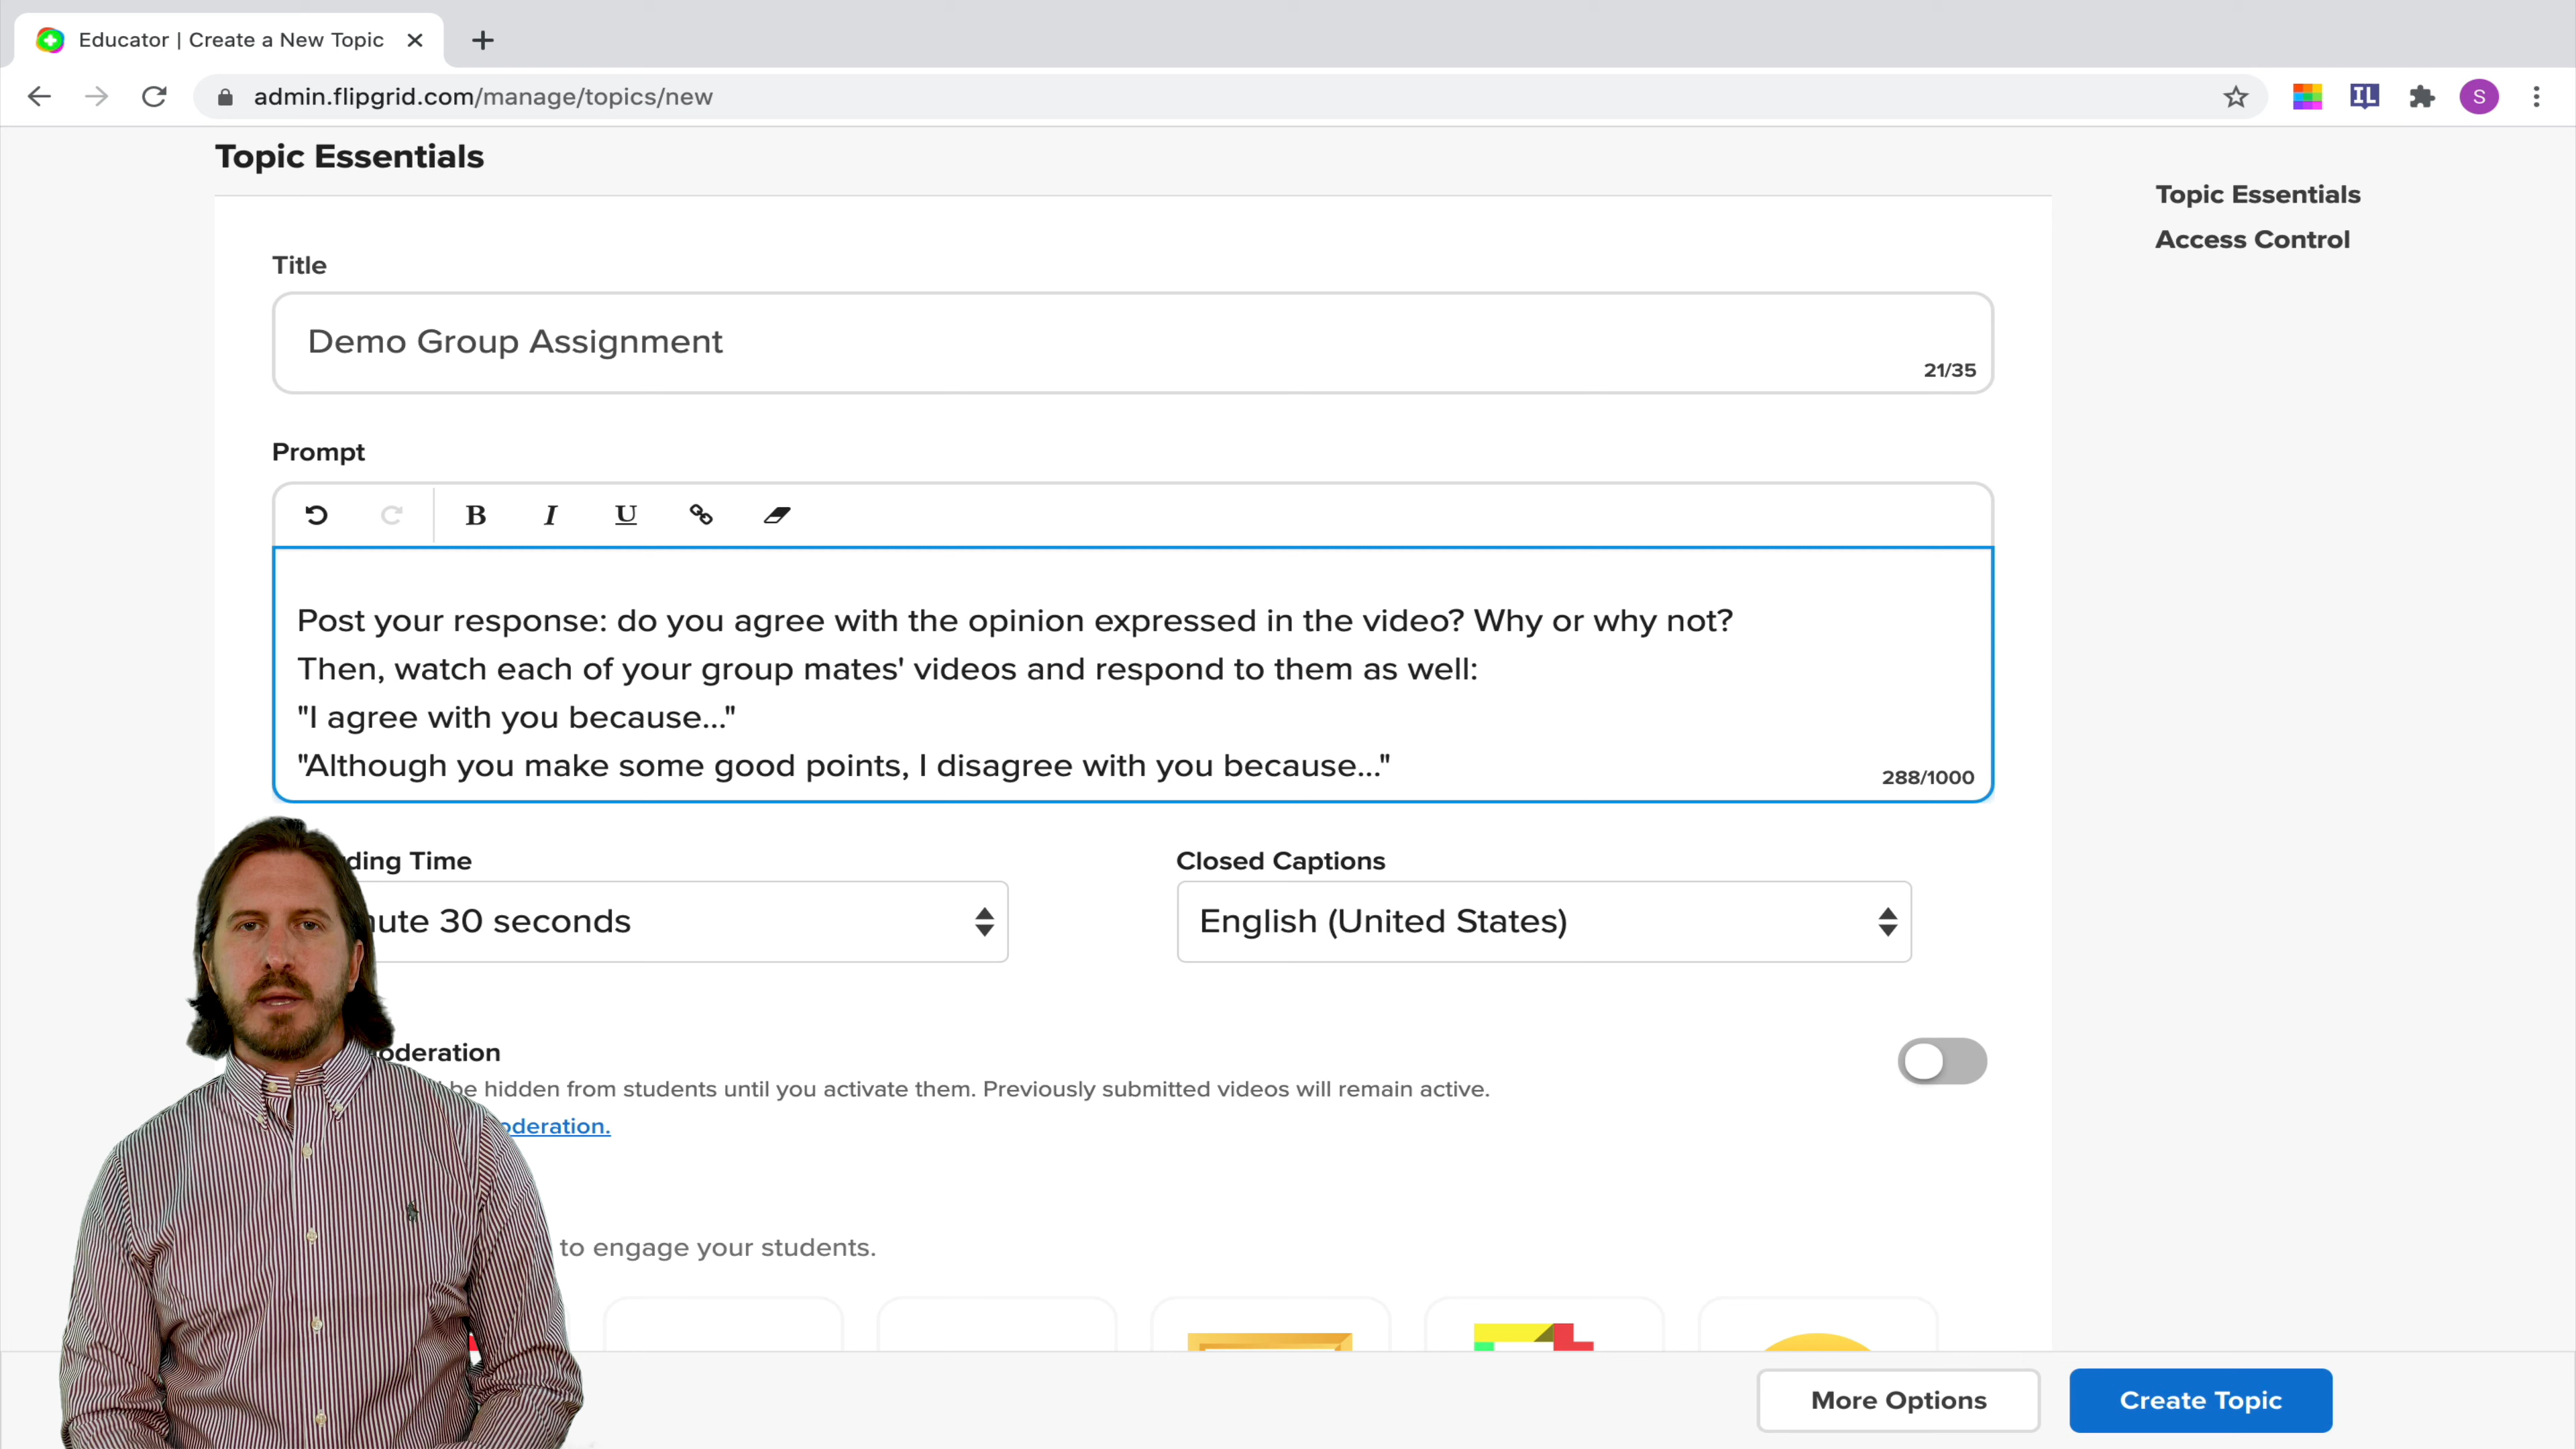 Educator | Create a New Topic
admin.flipgrid.com/manage/topics/new
IL
S
Topic Essentials
Topic Essentials
Access Control
Title
Demo Group Assignment
21/35
Prompt
B I U
Post your response: do you agree with the opinion expressed in the video? Why or why not?
Then, watch each of your group mates' videos and respond to them as well:
"I agree with you because..."
"Although you make some good points, I disagree with you because..."
288/1000
ding Time
Closed Captions
ute 30 seconds
English (United States)
oderation
be hidden from students until you activate them. Previously submitted videos will remain active.
oderation.
to engage your students.
More Options
Create Topic